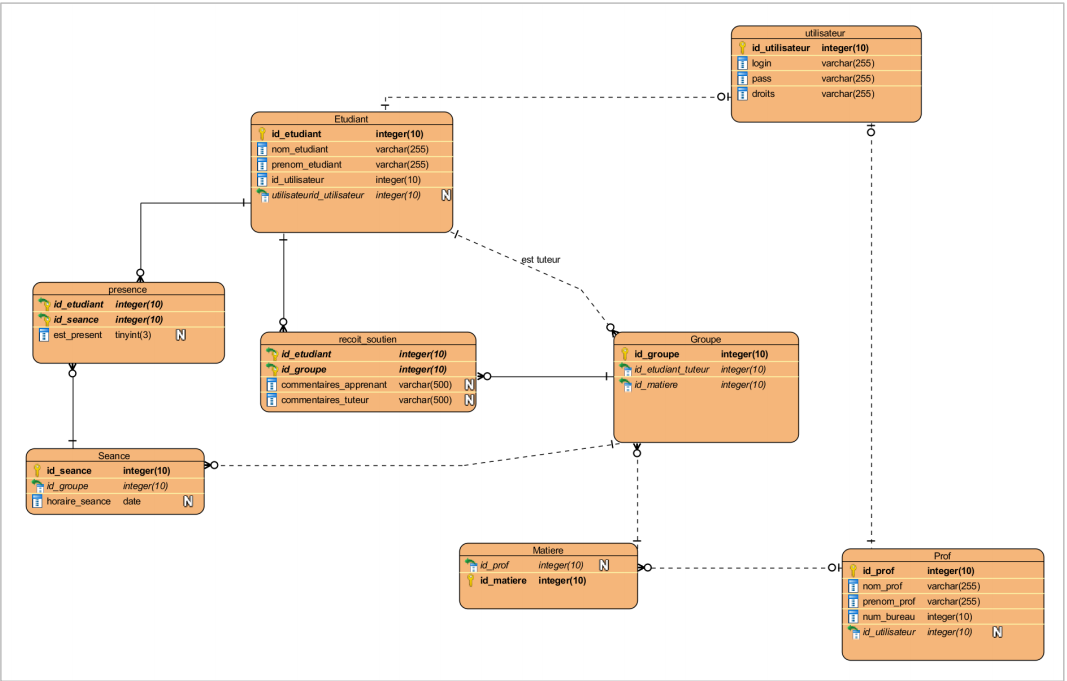 utilisateur
id_utilisateur integer(10)
login varchar(255)
pass varchar(255)
droits varchar(255)
Etudiant
id_etudiant integer(10)
nom_etudiant varchar(255)
prenom_etudiant varchar(255)
id_utilisateur integer(10)
utilisateurid_utilisateur integer(10) N
est tuteur
presence
id_etudiant integer(10)
id_seance integer(10)
est_present tinyint(3) N
recoit_soutien
id_etudiant integer(10)
id_groupe integer(10)
commentaires_apprenant varchar(500) N
commentaires_tuteur varchar(500) N
Groupe
id_groupe integer(10)
id_etudiant_tuteur integer(10)
id_matiere integer(10)
Seance
id_seance integer(10)
id_groupe integer(10)
horaire_seance date N
Matiere
id_prof integer(10) N
id_matiere integer(10)
Prof
id_prof integer(10)
nom_prof varchar(255)
prenom_prof varchar(255)
num_bureau integer(10)
id_utilisateur integer(10) N